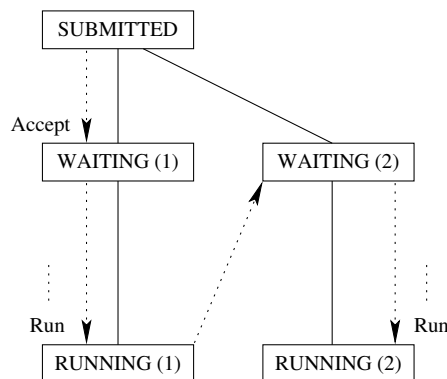 SUBMITTED
Accept
WAITING (1)
WAITING (2)
Run
Run
RUNNING (1)
RUNNING (2)